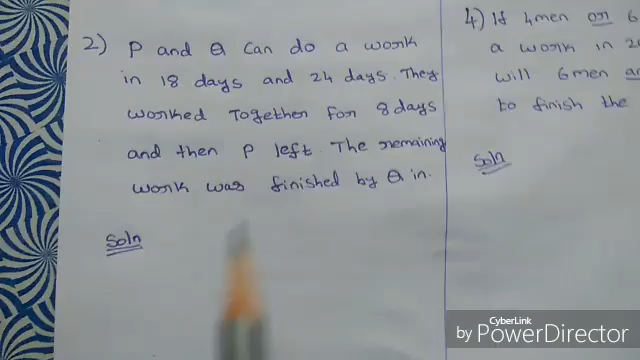 2) P and Q can do a work
in 18 days and 24 days. They
worked together for 8 days
and then P left. The remaining
work was finished by Q in.
Soln
4) If 4men or 6
a work in
will 6men
to finish the
Soln
CyberLink
by PowerDirector